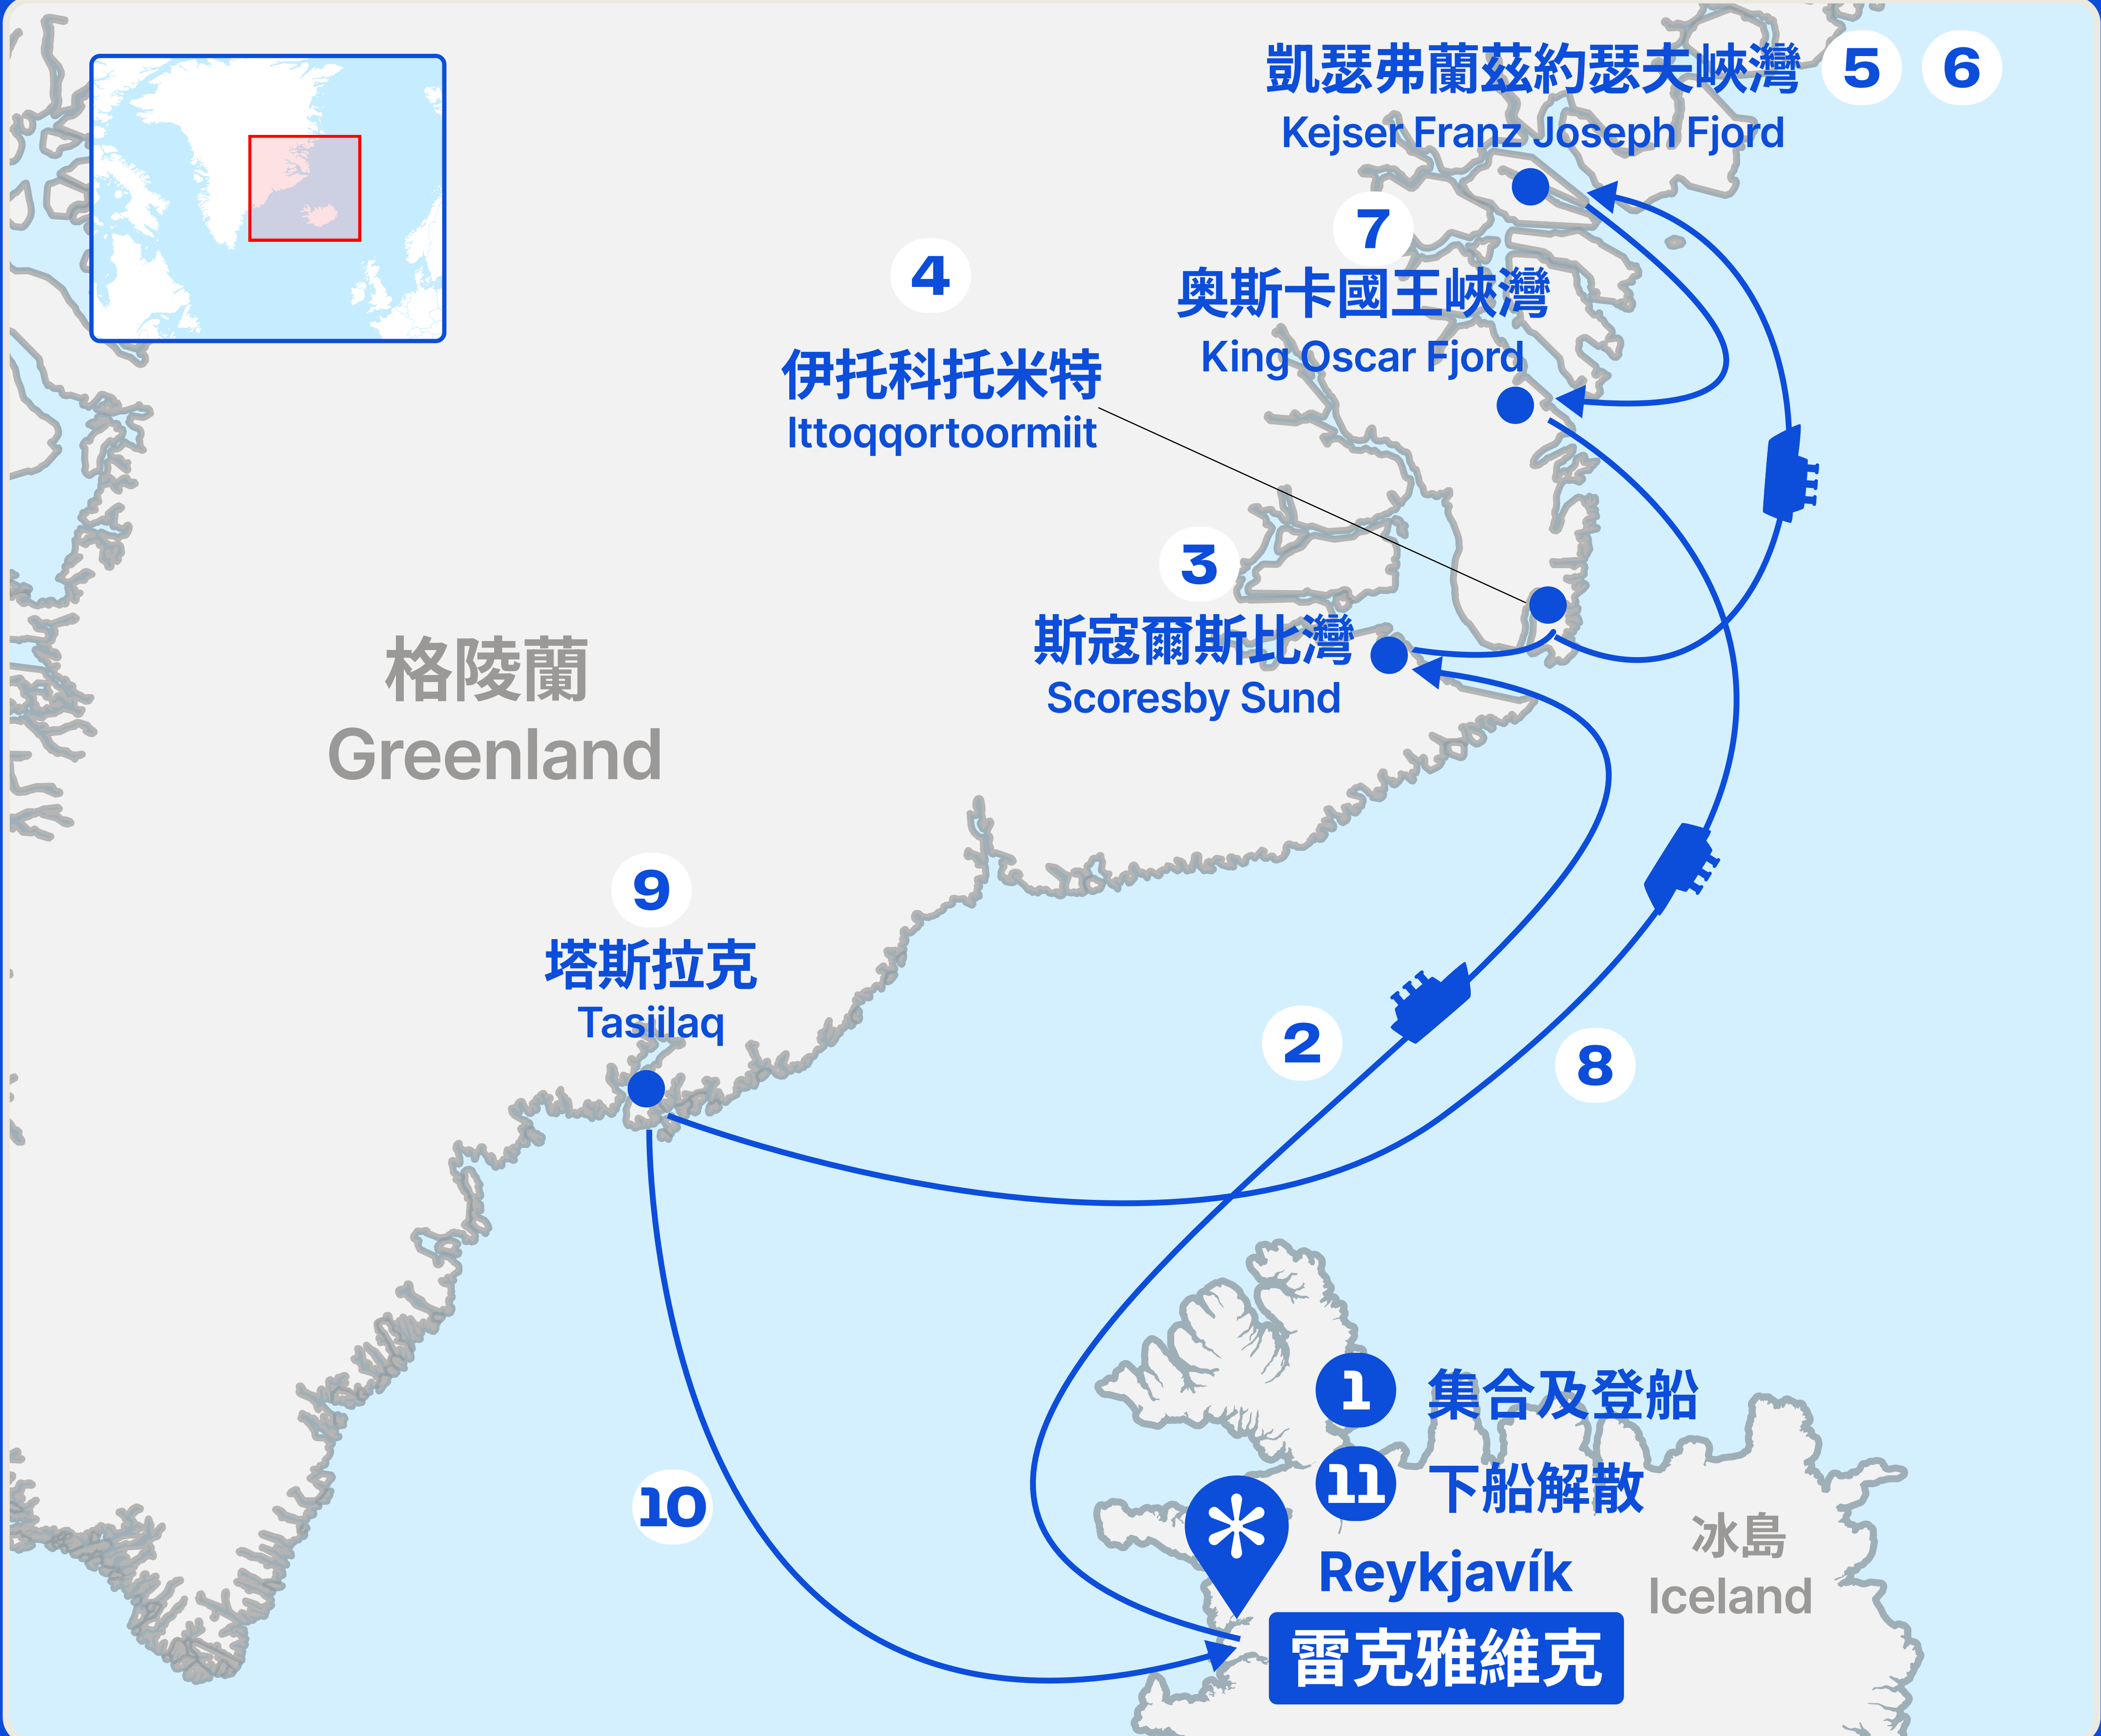 凱瑟弗蘭茲約瑟夫峽灣 5 6
Kejser Franz Joseph Fjord
7
奧斯卡國王峽灣
King Oscar Fjord
4
伊托科托米特
Ittoqqortoormiit
3
斯寇爾斯比灣
Scoresby Sund
格陵蘭
Greenland
9
塔斯拉克
Tasiilaq
2
8
10
1 集合及登船
11 下船解散
Reykjavík
雷克雅維克
冰島
Iceland